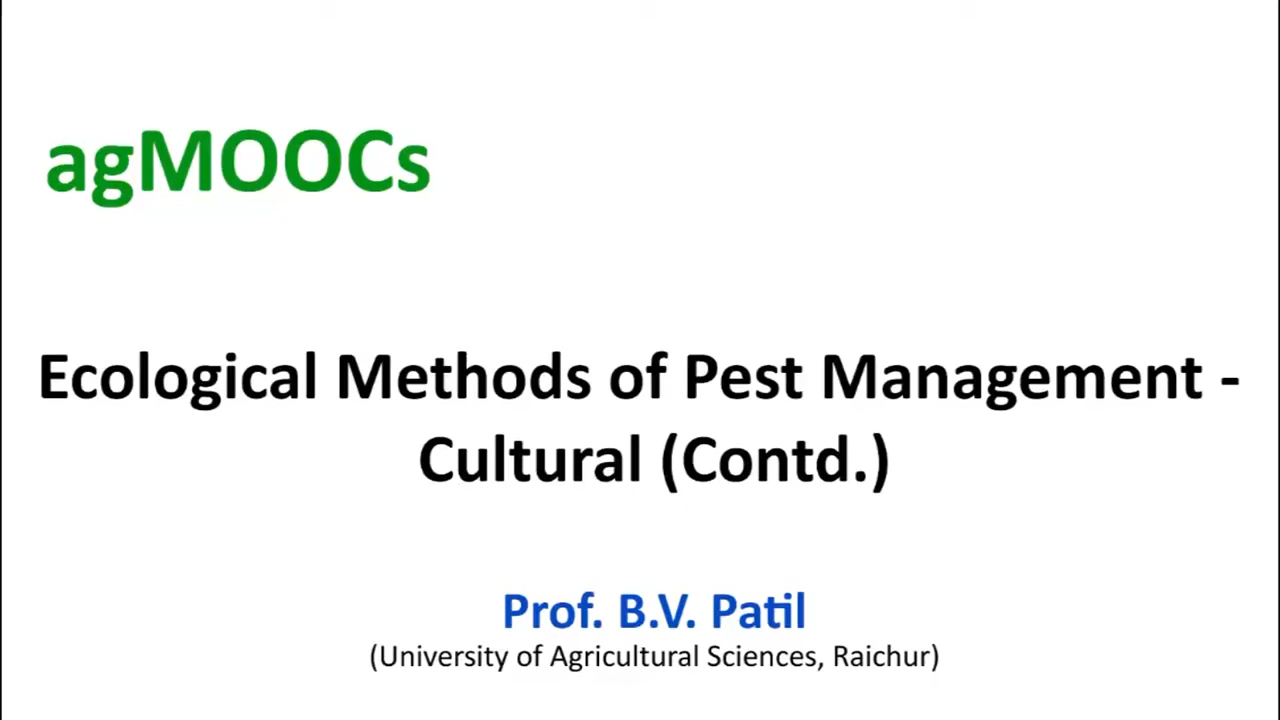 agMOOCs
Ecological Methods of Pest Management -
Cultural (Contd.)
Prof. B.V. Patil
(University of Agricultural Sciences, Raichur)